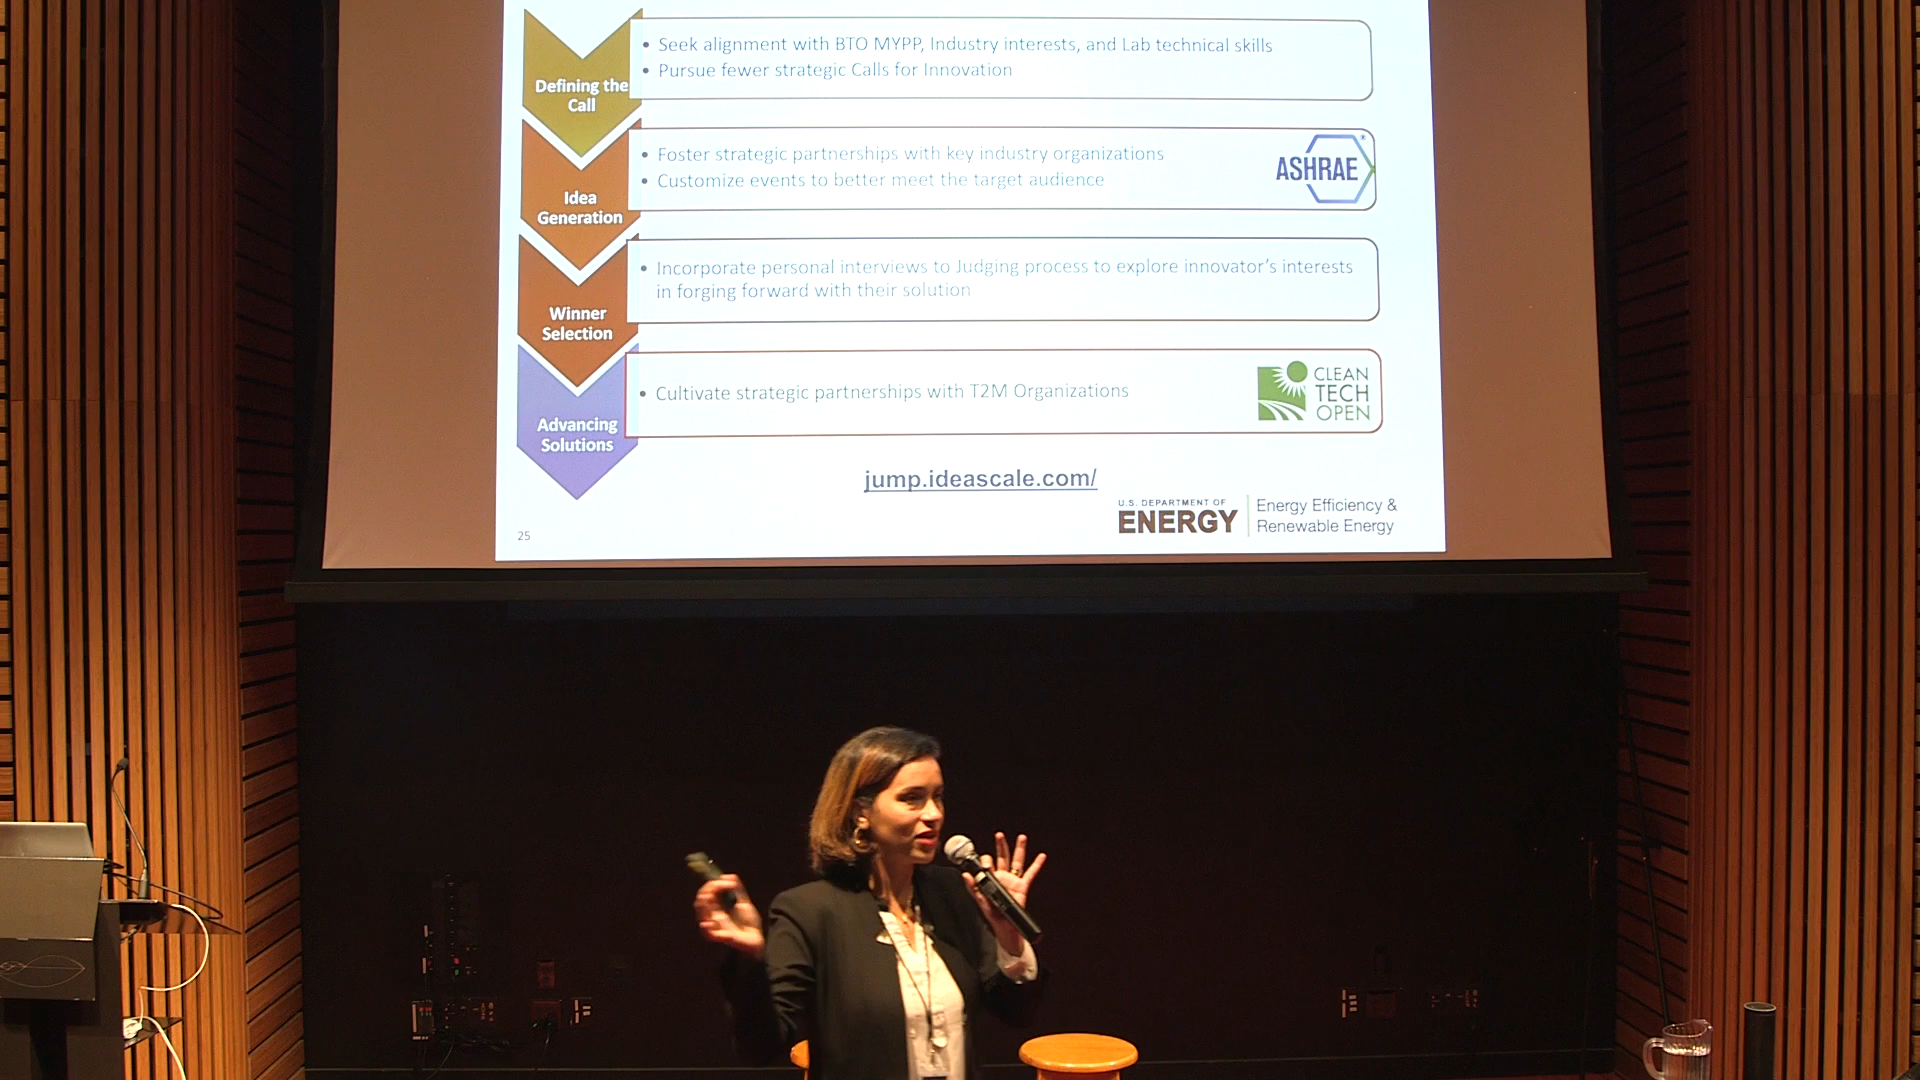 Defining the
Call
• Seek alignment with BTO MYPP, Industry interests, and Lab technical skills
• Pursue fewer strategic Calls for Innovation
Idea
Generation
• Foster strategic partnerships with key industry organizations
• Customize events to better meet the target audience
ASHRAE®
Winner
Selection
• Incorporate personal interviews to Judging process to explore innovator’s interests
in forging forward with their solution
Advancing
Solutions
• Cultivate strategic partnerships with T2M Organizations
CLEAN
TECH
OPEN
jump.ideascale.com/
U.S. DEPARTMENT OF
ENERGY
Energy Efficiency &
Renewable Energy
25